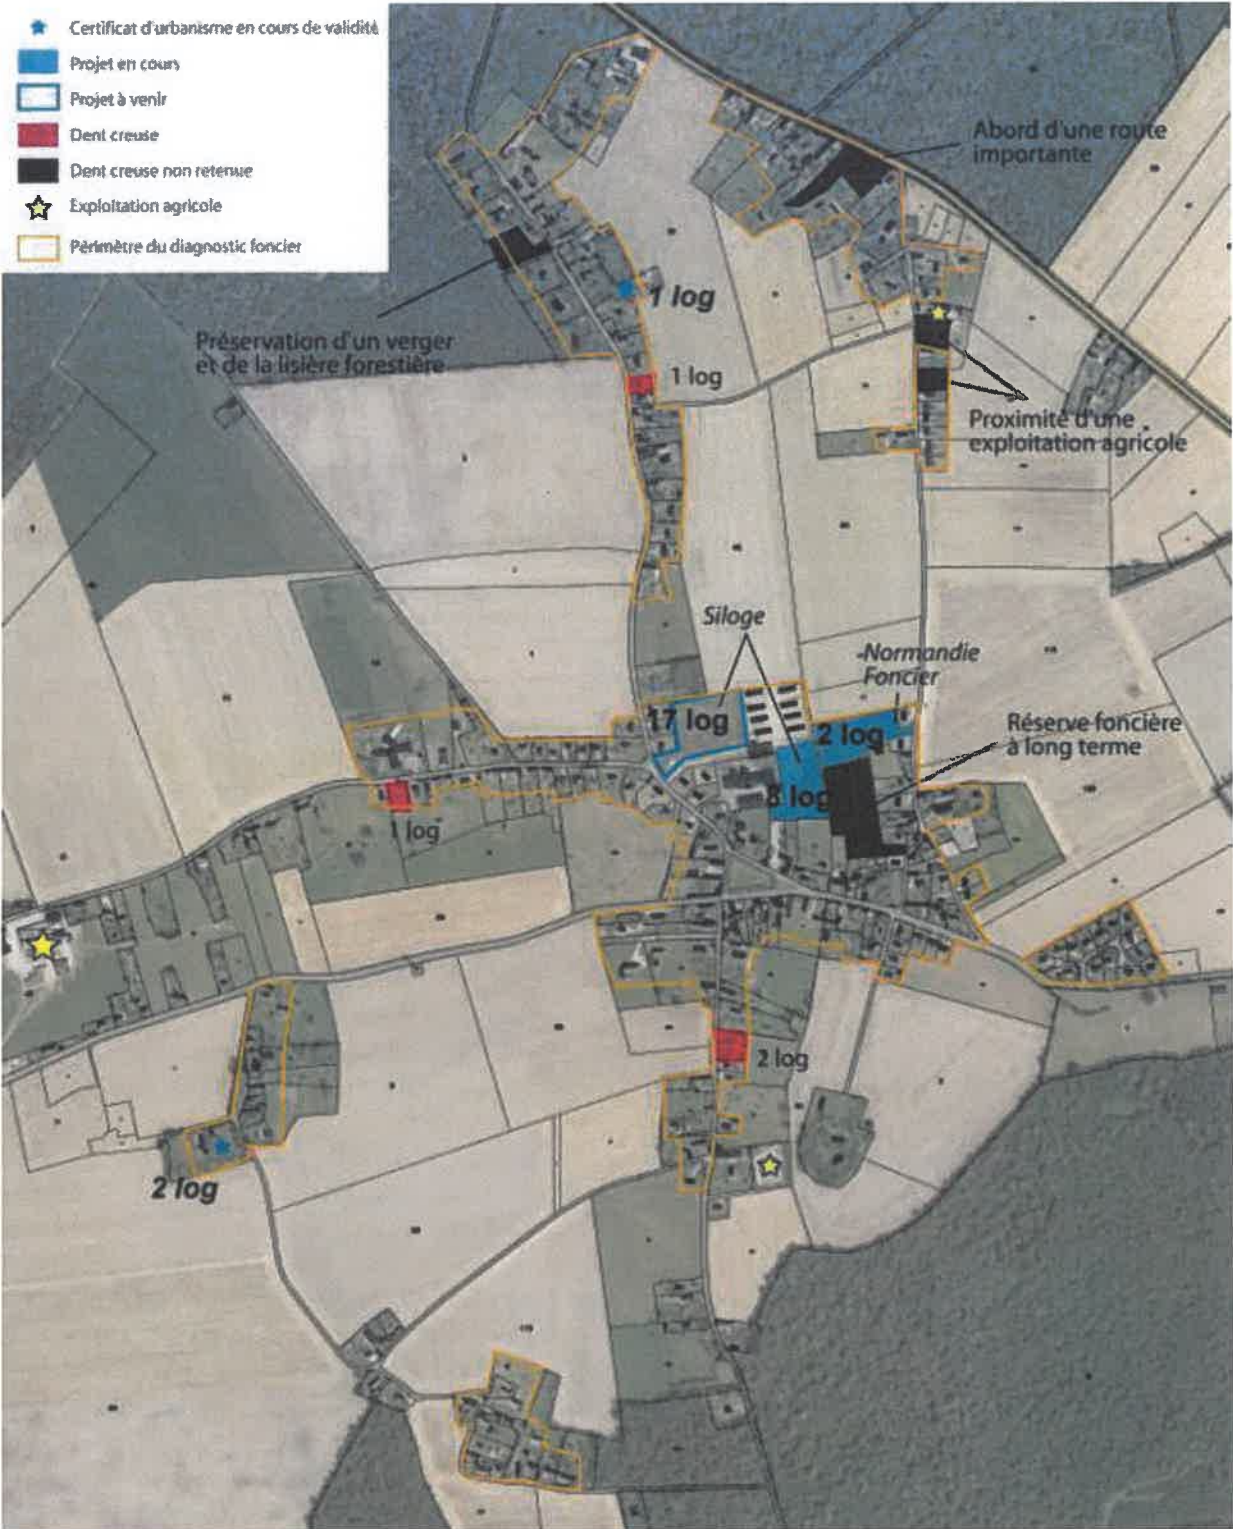 Certificat d'urbanisme en cours de validité
Projet en cours
Projet à venir
Dent creuse
Dent creuse non retenue
Exploitation agricole
Périmètre du diagnostic foncier
Abord d'une route
importante
1 log
Préservation d'un verger
et de la lisière forestière
1 log
Proximité d'une
exploitation agricole
Siloge
-Normandie
Foncier
17 log
2 log
Réserve foncière
à long terme
log
1 log
2 log
2 log